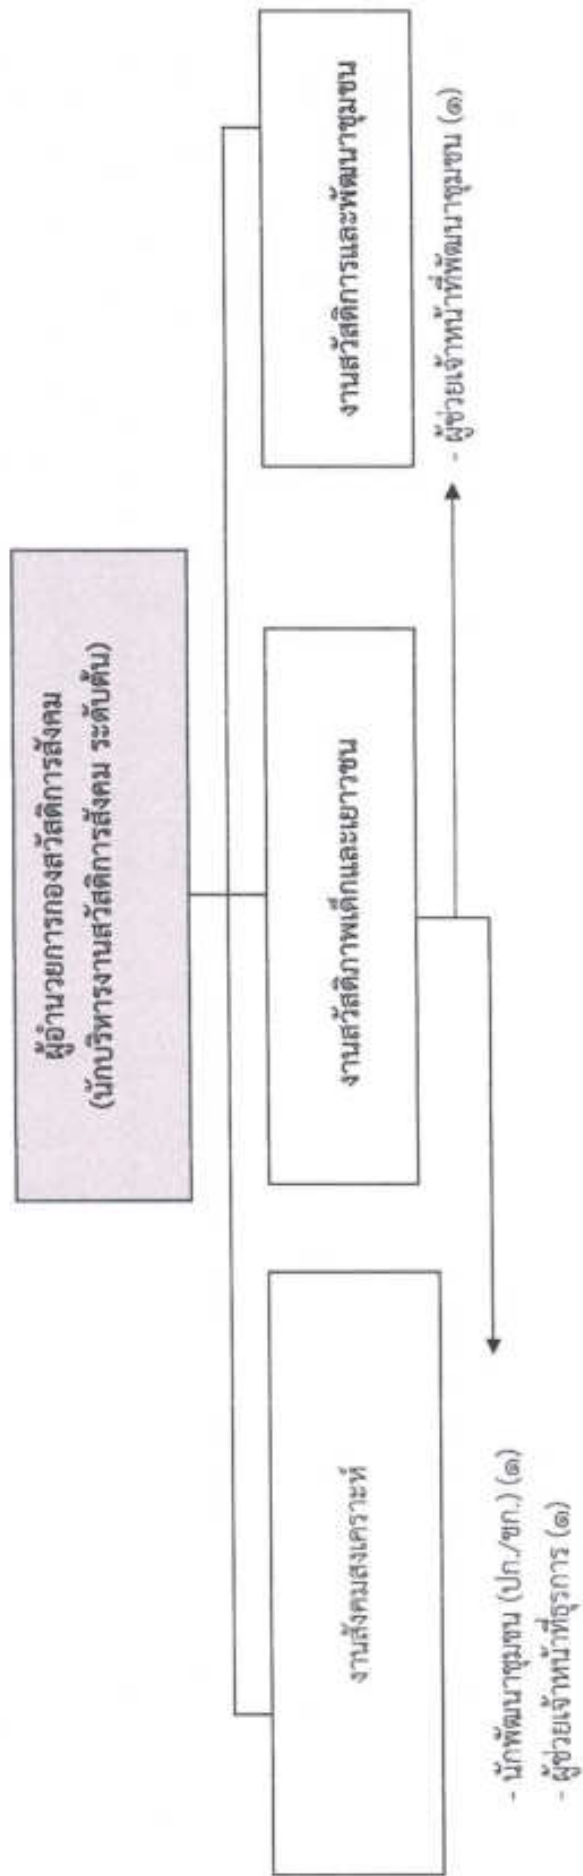 ผู้อำนวยการกองสวัสดิการสังคม
(นักบริหารงานสวัสดิการสังคม ระดับต้น)
งานสังคมสงเคราะห์
งานสวัสดิภาพเด็กและเยาวชน
งานสวัสดิการและพัฒนาชุมชน
- นักพัฒนาชุมชน (ปก./ชก.) (๑)
- ผู้ช่วยเจ้าหน้าที่ธุรการ (๑)
- ผู้ช่วยเจ้าหน้าที่พัฒนาชุมชน (๑)